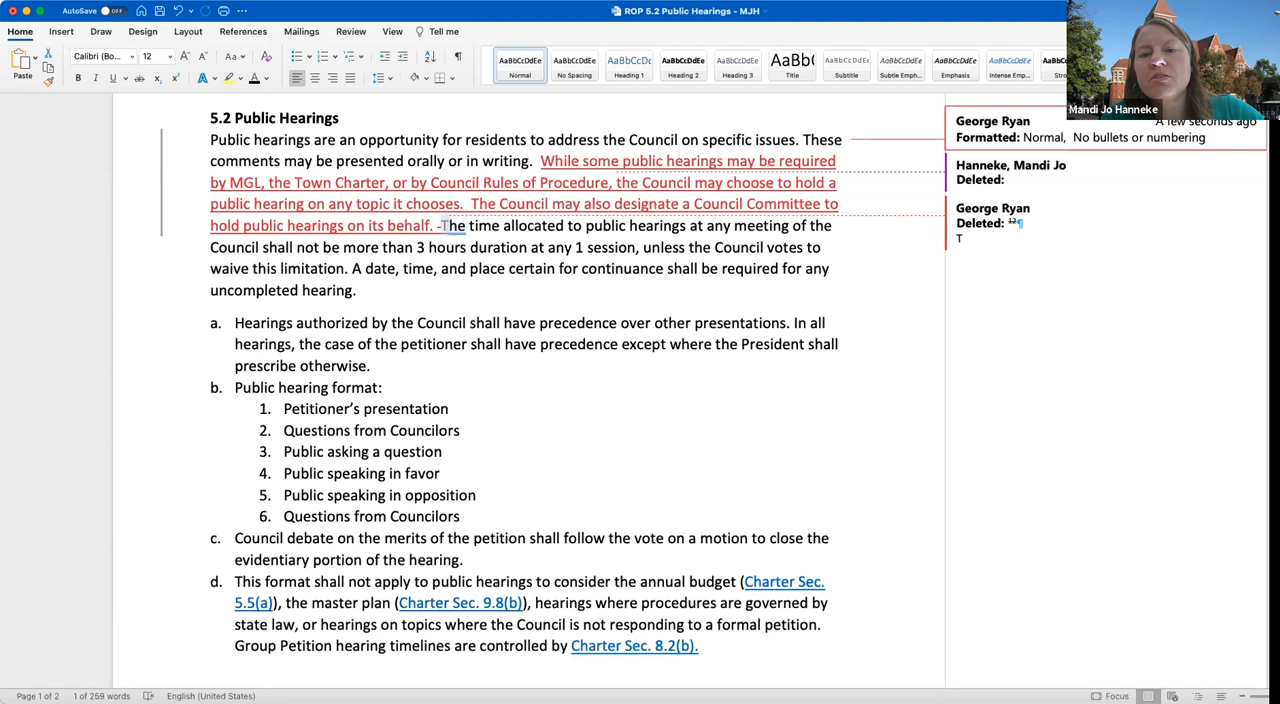 AutoSave OFF
ROP 5.2 Public Hearings - MJH
Home Insert Draw Design Layout References Mailings Review View Tell me
Paste
Calibri (Bo... 12
AaBbCcDdEe AaBbCcDdEe AaBbCcDc AaBbCcDdEe AaBbCcDdEe AaBb( AaBbCcDdEe AaBbCcDdEe AaBbCcDdEe AaBbCcDdEe
Normal No Spacing Heading 1 Heading 2 Heading 3 Title Subtitle Subtle Emph... Emphasis Intense Emp...
Mandi Jo Hanneke
5.2 Public Hearings
Public hearings are an opportunity for residents to address the Council on specific issues. These
comments may be presented orally or in writing. While some public hearings may be required
by MGL, the Town Charter, or by Council Rules of Procedure, the Council may choose to hold a
public hearing on any topic it chooses. The Council may also designate a Council Committee to
hold public hearings on its behalf. -The time allocated to public hearings at any meeting of the
Council shall not be more than 3 hours duration at any 1 session, unless the Council votes to
waive this limitation. A date, time, and place certain for continuance shall be required for any
uncompleted hearing.
a. Hearings authorized by the Council shall have precedence over other presentations. In all
hearings, the case of the petitioner shall have precedence except where the President shall
prescribe otherwise.
b. Public hearing format:
1. Petitioner's presentation
2. Questions from Councilors
3. Public asking a question
4. Public speaking in favor
5. Public speaking in opposition
6. Questions from Councilors
c. Council debate on the merits of the petition shall follow the vote on a motion to close the
evidentiary portion of the hearing.
d. This format shall not apply to public hearings to consider the annual budget (Charter Sec.
5.5(a)), the master plan (Charter Sec. 9.8(b)), hearings where procedures are governed by
state law, or hearings on topics where the Council is not responding to a formal petition.
Group Petition hearing timelines are controlled by Charter Sec. 8.2(b).
George Ryan A few seconds ago
Formatted: Normal, No bullets or numbering
Hanneke, Mandi Jo
Deleted:
George Ryan
Deleted: 12¶
T
Page 1 of 2 1 of 259 words English (United States) Focus